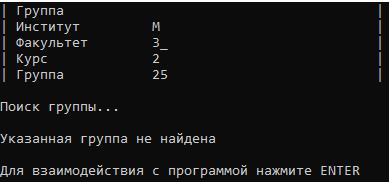 | Группа |
| Институт М |
| Факультет 3_ |
| Курс 2 |
| Группа 25 |
Поиск группы...
Указанная группа не найдена
Для взаимодействия с программой нажмите ENTER